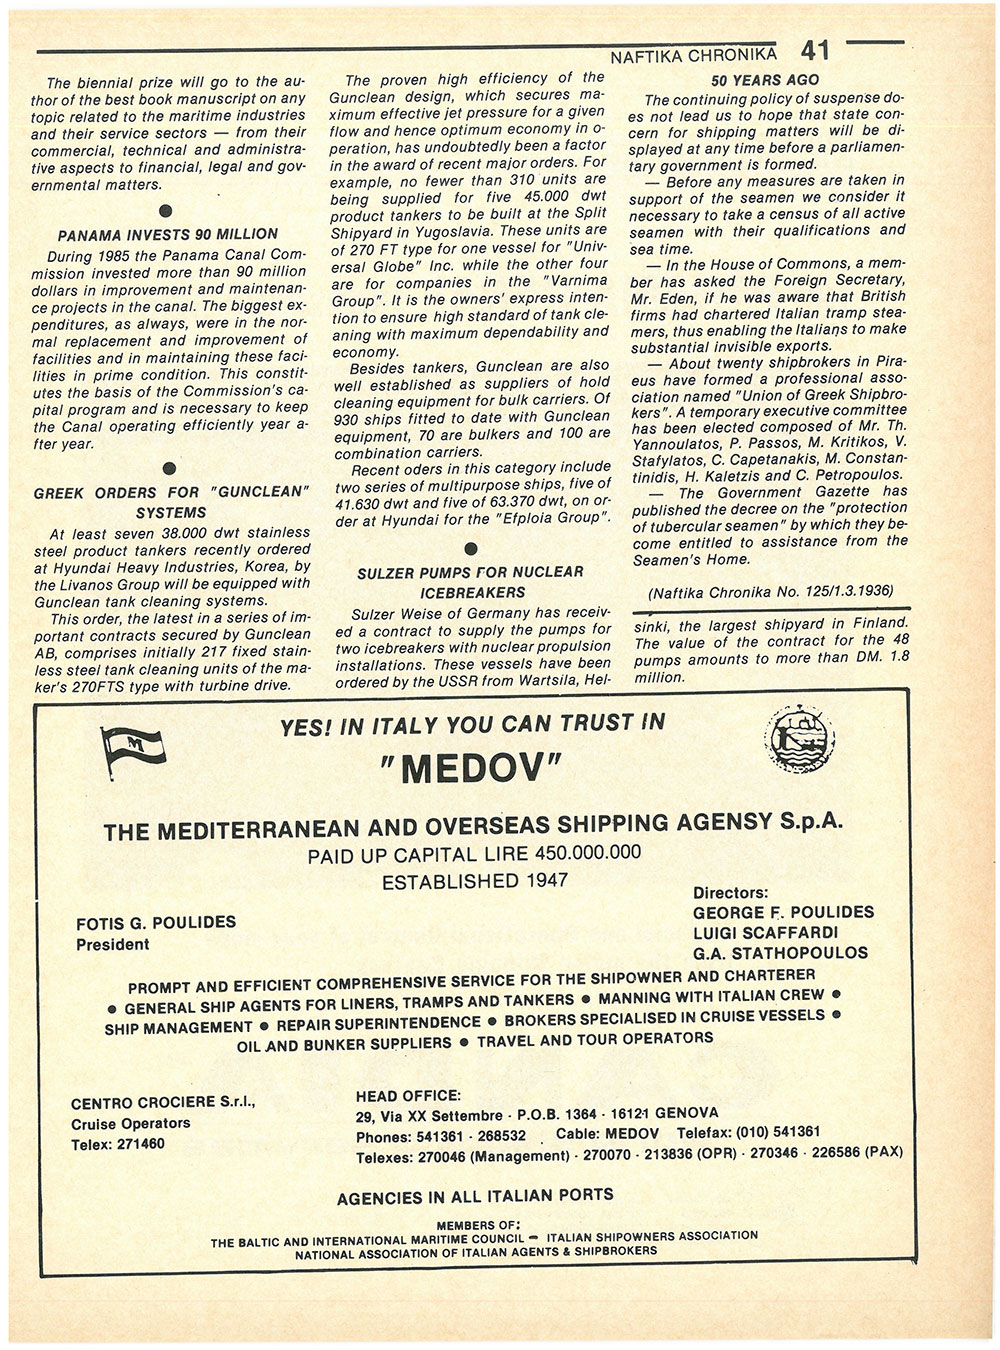 NAFTIKA CHRONIKA 41
The biennial prize will go to the au-
thor of the best book manuscript on any
topic related to the maritime industries
and their service sectors — from their
commercial, technical and administra-
tive aspects to financial, legal and gov-
ernmental matters.
●
PANAMA INVESTS 90 MILLION
During 1985 the Panama Canal Com-
mission invested more than 90 million
dollars in improvement and maintenan-
ce projects in the canal. The biggest ex-
penditures, as always, were in the nor-
mal replacement and improvement of
facilities and in maintaining these faci-
lities in prime condition. This constit-
utes the basis of the Commission's ca-
pital program and is necessary to keep
the Canal operating efficiently year a-
fter year.
●
GREEK ORDERS FOR "GUNCLEAN"
SYSTEMS
At least seven 38.000 dwt stainless
steel product tankers recently ordered
at Hyundai Heavy Industries, Korea, by
the Livanos Group will be equipped with
Gunclean tank cleaning systems.
This order, the latest in a series of im-
portant contracts secured by Gunclean
AB, comprises initially 217 fixed stain-
less steel tank cleaning units of the ma-
ker's 270FTS type with turbine drive.
The proven high efficiency of the
Gunclean design, which secures ma-
ximum effective jet pressure for a given
flow and hence optimum economy in o-
peration, has undoubtedly been a factor
in the award of recent major orders. For
example, no fewer than 310 units are
being supplied for five 45.000 dwt
product tankers to be built at the Split
Shipyard in Yugoslavia. These units are
of 270 FT type for one vessel for "Univ-
ersal Globe" Inc. while the other four
are for companies in the "Varnima
Group". It is the owners' express inten-
tion to ensure high standard of tank cle-
aning with maximum dependability and
economy.
Besides tankers, Gunclean are also
well established as suppliers of hold
cleaning equipment for bulk carriers. Of
930 ships fitted to date with Gunclean
equipment, 70 are bulkers and 100 are
combination carriers.
Recent oders in this category include
two series of multipurpose ships, five of
41.630 dwt and five of 63.370 dwt, on or-
der at Hyundai for the "Efploia Group".
●
SULZER PUMPS FOR NUCLEAR
ICEBREAKERS
Sulzer Weise of Germany has receiv-
ed a contract to supply the pumps for
two icebreakers with nuclear propulsion
installations. These vessels have been
ordered by the USSR from Wartsila, Hel-
50 YEARS AGO
The continuing policy of suspense do-
es not lead us to hope that state con-
cern for shipping matters will be di-
splayed at any time before a parliamen-
tary government is formed.
— Before any measures are taken in
support of the seamen we consider it
necessary to take a census of all active
seamen with their qualifications and
sea time.
— In the House of Commons, a mem-
ber has asked the Foreign Secretary,
Mr. Eden, if he was aware that British
firms had chartered Italian tramp stea-
mers, thus enabling the Italians to make
substantial invisible exports.
— About twenty shipbrokers in Pira-
eus have formed a professional asso-
ciation named "Union of Greek Shipbro-
kers". A temporary executive committee
has been elected composed of Mr. Th.
Yannoulatos, P. Passos, M. Kritikos, V.
Stafylatos, C. Capetanakis, M. Constan-
tinidis, H. Kaletzis and C. Petropoulos.
— The Government Gazette has
published the decree on the "protection
of tubercular seamen" by which they be-
come entitled to assistance from the
Seamen's Home.
(Naftika Chronika No. 125/1.3.1936)
sinki, the largest shipyard in Finland.
The value of the contract for the 48
pumps amounts to more than DM. 1.8
million.
M
YES! IN ITALY YOU CAN TRUST IN
"MEDOV"
THE MEDITERRANEAN AND OVERSEAS SHIPPING AGENSY S.p.A.
PAID UP CAPITAL LIRE 450.000.000
ESTABLISHED 1947
FOTIS G. POULIDES
President
Directors:
GEORGE F. POULIDES
LUIGI SCAFFARDI
G.A. STATHOPOULOS
PROMPT AND EFFICIENT COMPREHENSIVE SERVICE FOR THE SHIPOWNER AND CHARTERER
● GENERAL SHIP AGENTS FOR LINERS, TRAMPS AND TANKERS ● MANNING WITH ITALIAN CREW ●
SHIP MANAGEMENT ● REPAIR SUPERINTENDENCE ● BROKERS SPECIALISED IN CRUISE VESSELS ●
OIL AND BUNKER SUPPLIERS ● TRAVEL AND TOUR OPERATORS
CENTRO CROCIERE S.r.l.,
Cruise Operators
Telex: 271460
HEAD OFFICE:
29, Via XX Settembre · P.O.B. 1364 · 16121 GENOVA
Phones: 541361 · 268532 Cable: MEDOV Telefax: (010) 541361
Telexes: 270046 (Management) · 270070 · 213836 (OPR) · 270346 · 226586 (PAX)
AGENCIES IN ALL ITALIAN PORTS
MEMBERS OF:
THE BALTIC AND INTERNATIONAL MARITIME COUNCIL — ITALIAN SHIPOWNERS ASSOCIATION
NATIONAL ASSOCIATION OF ITALIAN AGENTS & SHIPBROKERS